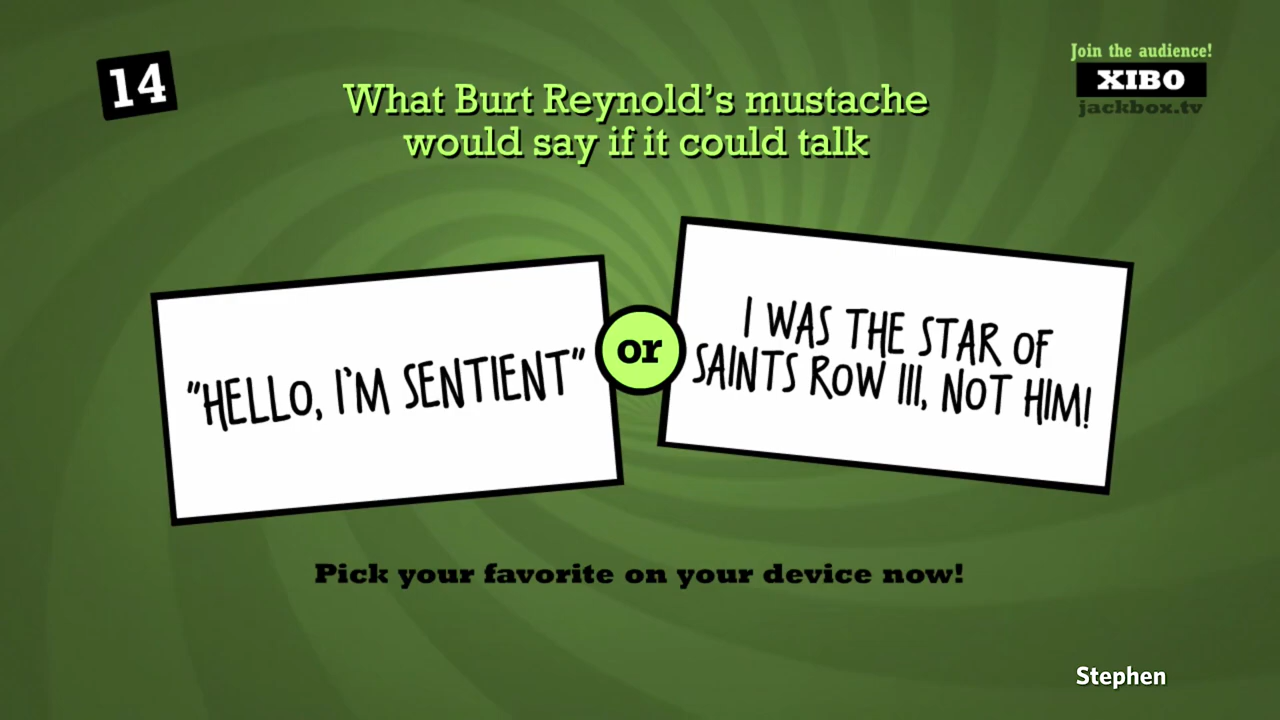 14
Join the audience!
XIBO
jackbox.tv
What Burt Reynold's mustache
would say if it could talk
"HELLO, I'M SENTIENT"
or
I WAS THE STAR OF
SAINTS ROW III, NOT HIM!
Pick your favorite on your device now!
Stephen